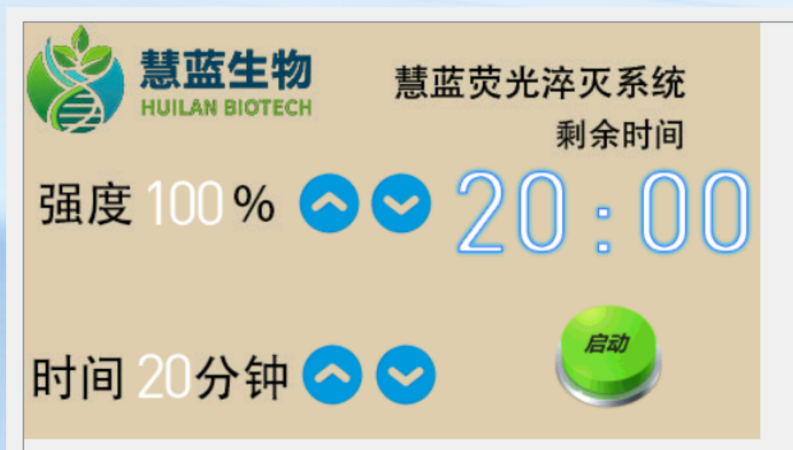 慧蓝生物
HUILAN BIOTECH
慧蓝荧光淬灭系统
剩余时间
强度 100 %
20:00
时间 20分钟
启动